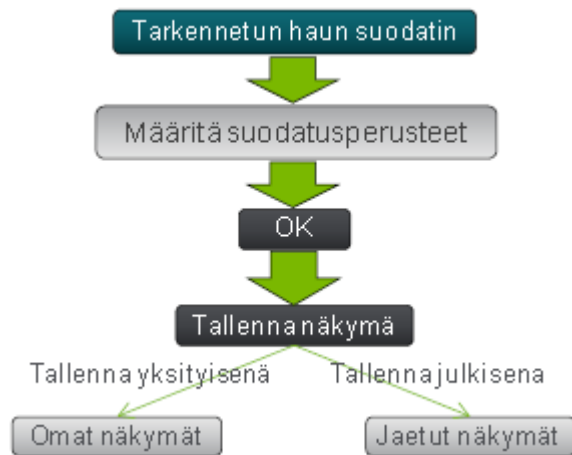 Tarkennetun haun suodatin
Määritä suodatusperusteet
OK
Tallenna näkymä
Tallenna yksityisenä
Tallenna julkisena
Omat näkymät
Jaetut näkymät